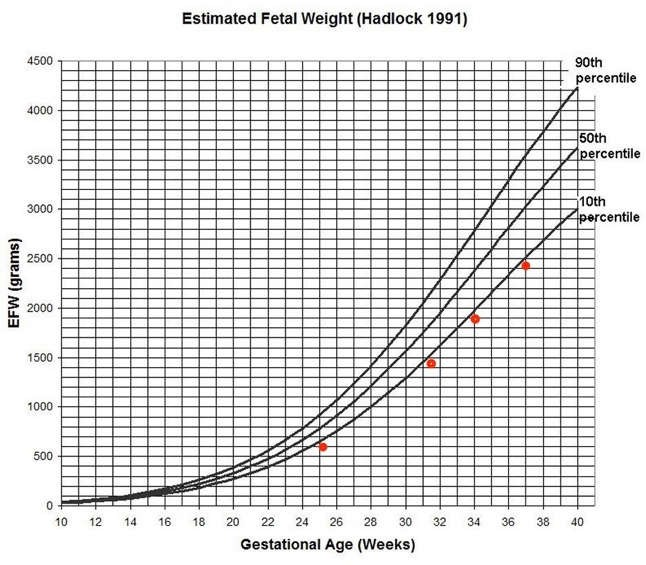 Estimated Fetal Weight (Hadlock 1991)
90th
percentile
50th
percentile
10th
percentile
4500
4000
3500
3000
2500
2000
1500
1000
500
0
EFW (grams)
10 12 14 16 18 20 22 24 26 28 30 32 34 36 38 40
Gestational Age (Weeks)